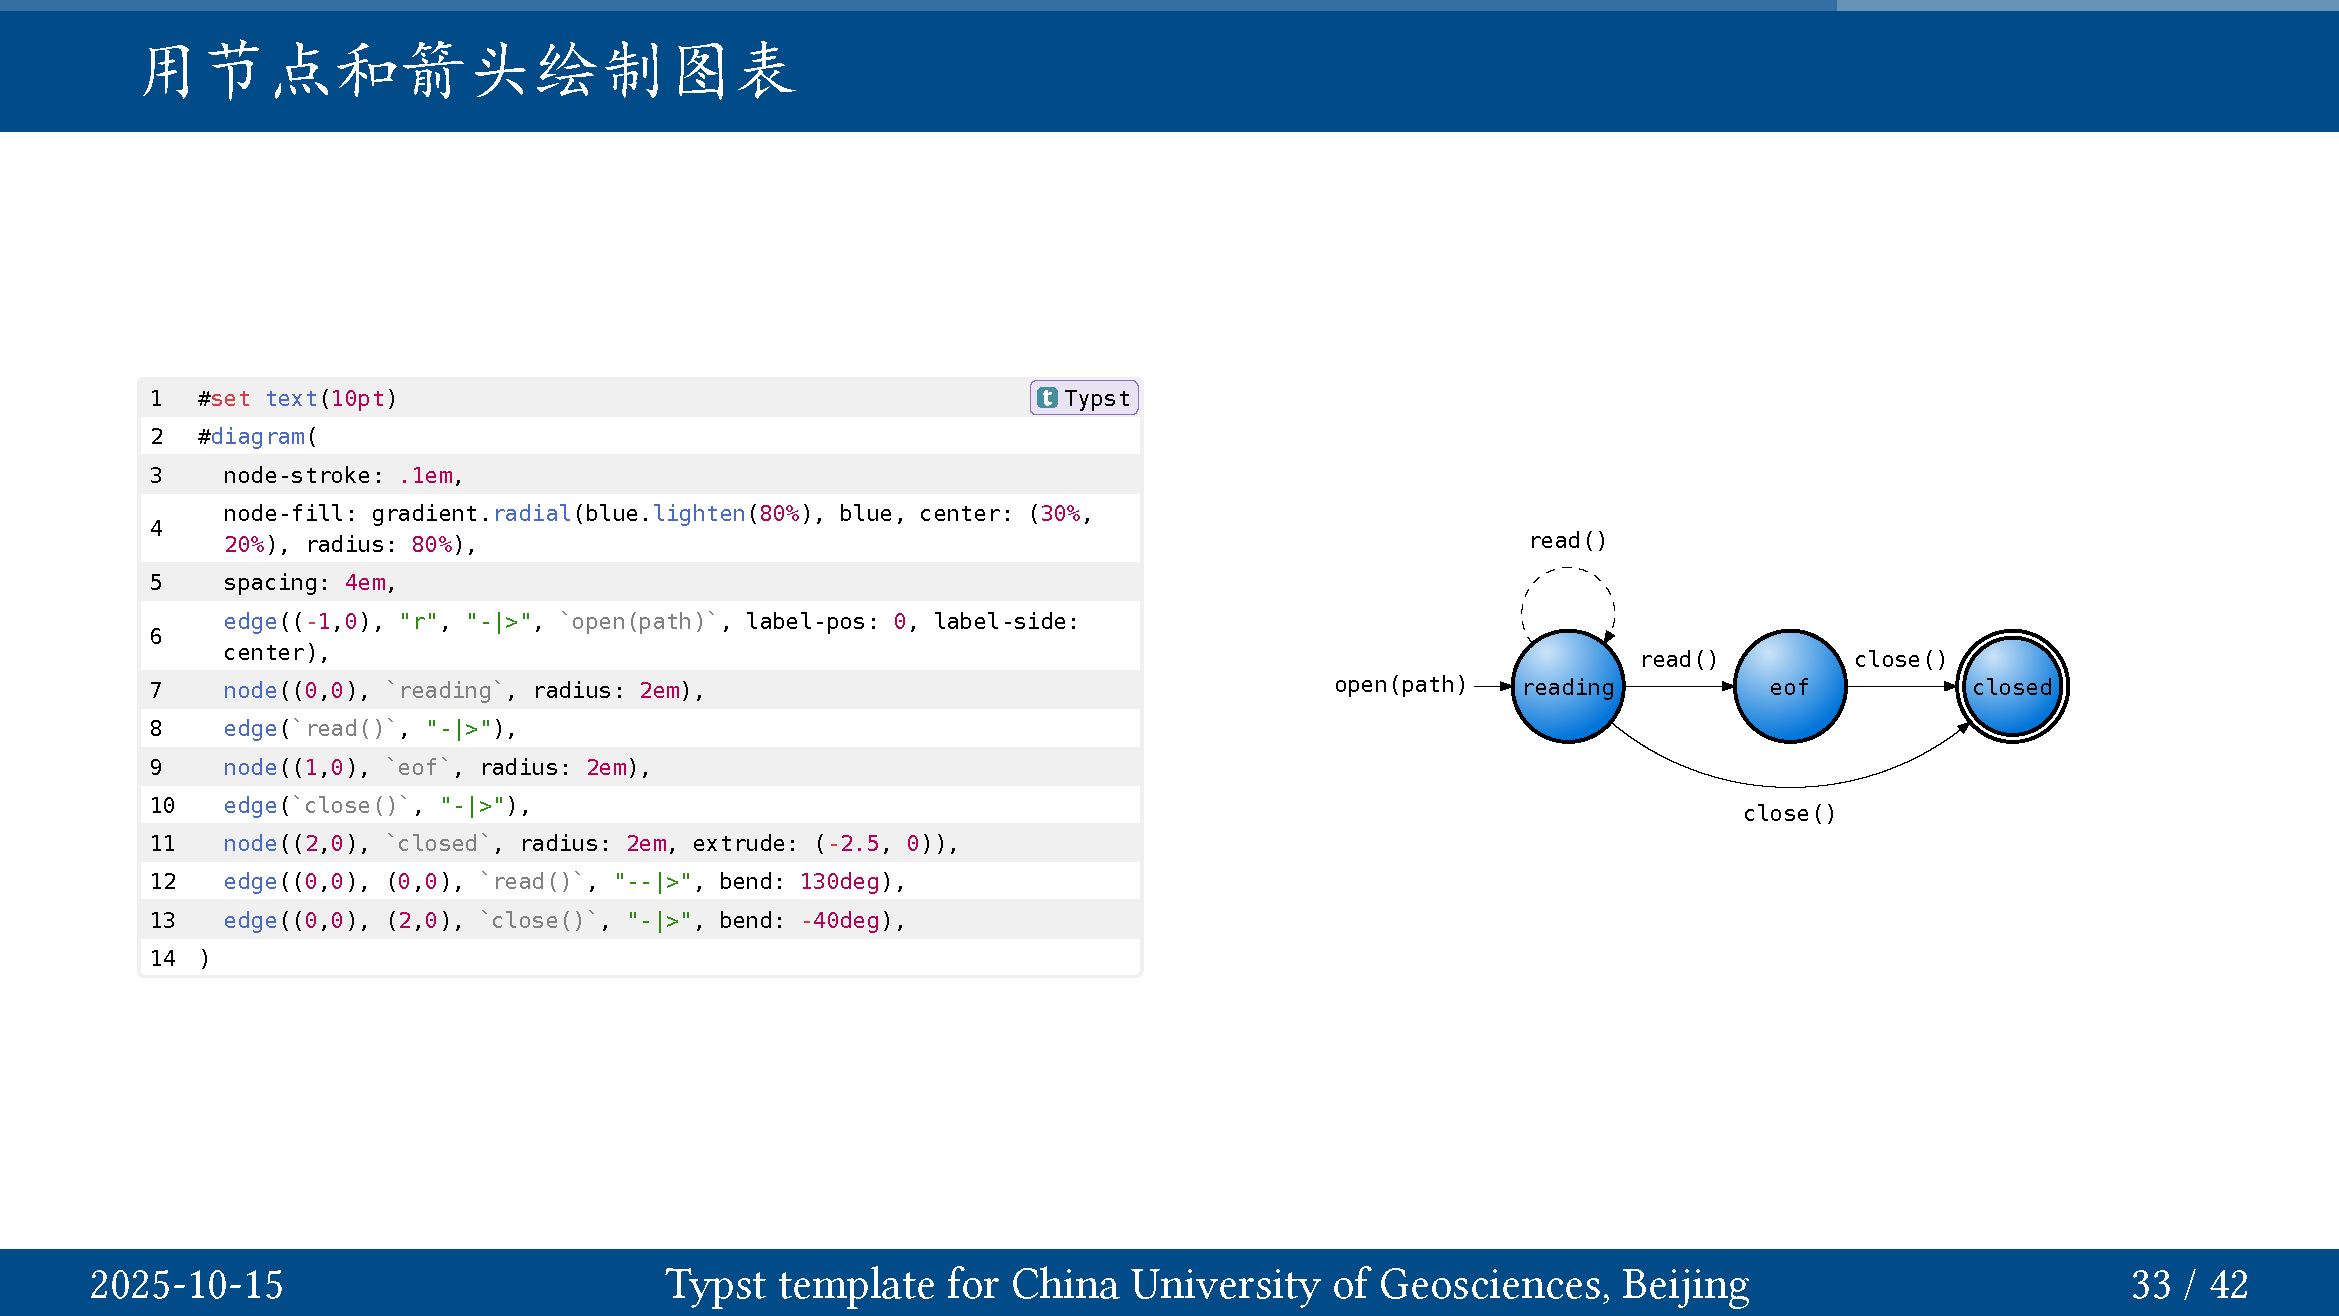 用节点和箭头绘制图表
1 #set text(10pt)
Typst
2 #diagram(
3 node-stroke: .1em,
4 node-fill: gradient.radial(blue.lighten(80%), blue, center: (30%,
20%), radius: 80%),
5 spacing: 4em,
6 edge((-1,0), "r", "-|>", `open(path)`, label-pos: 0, label-side:
center),
7 node((0,0), `reading`, radius: 2em),
8 edge(`read()`, "-|>"),
9 node((1,0), `eof`, radius: 2em),
10 edge(`close()`, "-|>"),
11 node((2,0), `closed`, radius: 2em, extrude: (-2.5, 0)),
12 edge((0,0), (0,0), `read()`, "--|>", bend: 130deg),
13 edge((0,0), (2,0), `close()`, "-|>", bend: -40deg),
14 )
read()
read()
close()
open(path)
reading
eof
closed
close()
2025-10-15
Typst template for China University of Geosciences, Beijing
33 / 42